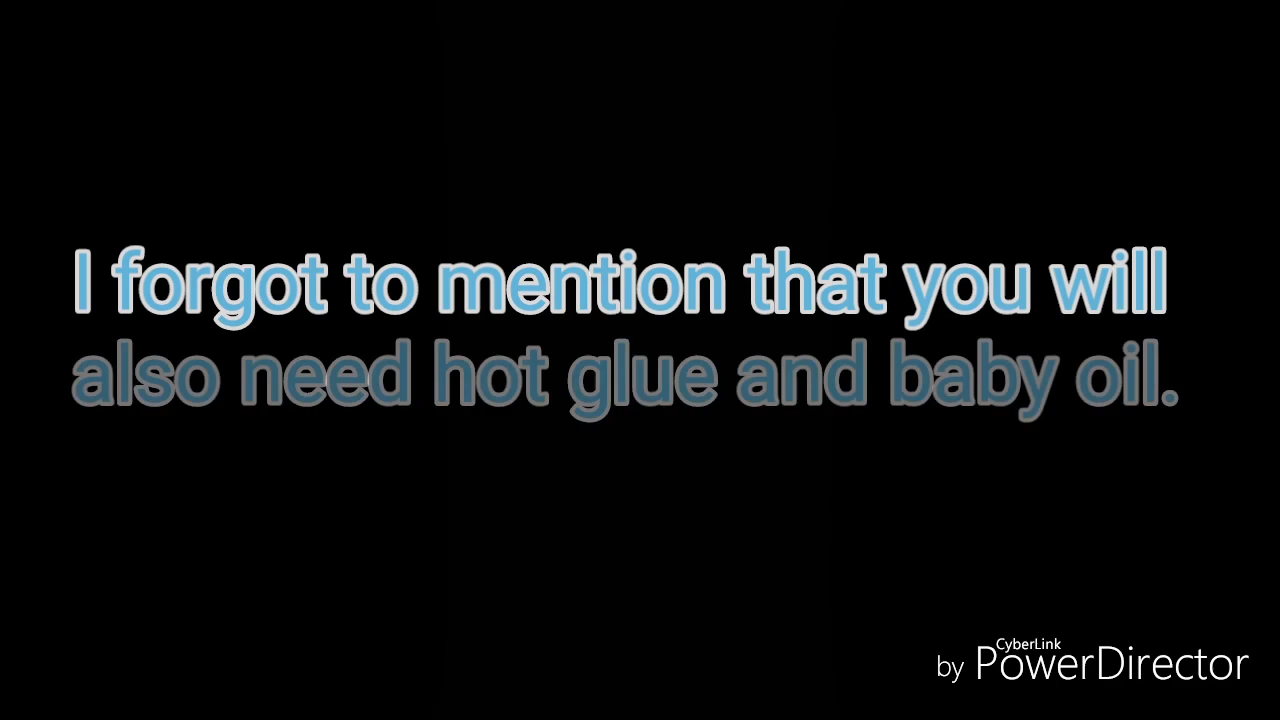 I forgot to mention that you will
also need hot glue and baby oil.
CyberLink
by PowerDirector